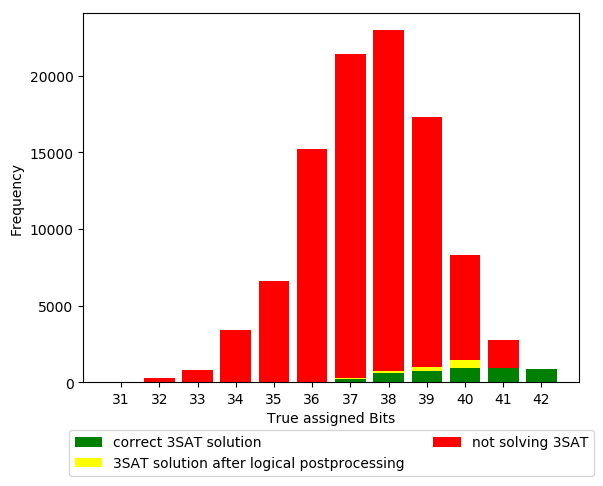 Frequency
20000
15000
10000
5000
0
31 32 33 34 35 36 37 38 39 40 41 42
True assigned Bits
correct 3SAT solution
3SAT solution after logical postprocessing
not solving 3SAT